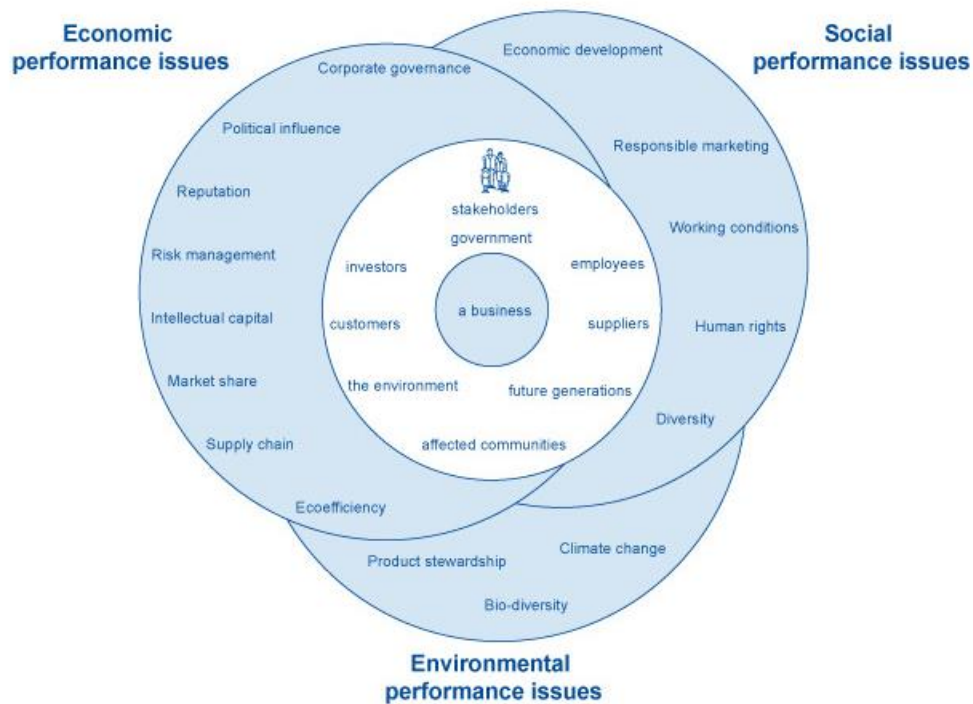 Economic
performance issues
Social
performance issues
Economic development
Corporate governance
Political influence
Responsible marketing
Reputation
stakeholders
Working conditions
government
Risk management
investors
employees
a business
Intellectual capital
customers
suppliers
Human rights
Market share
the environment
future generations
Diversity
Supply chain
affected communities
Ecoefficiency
Climate change
Product stewardship
Bio-diversity
Environmental
performance issues